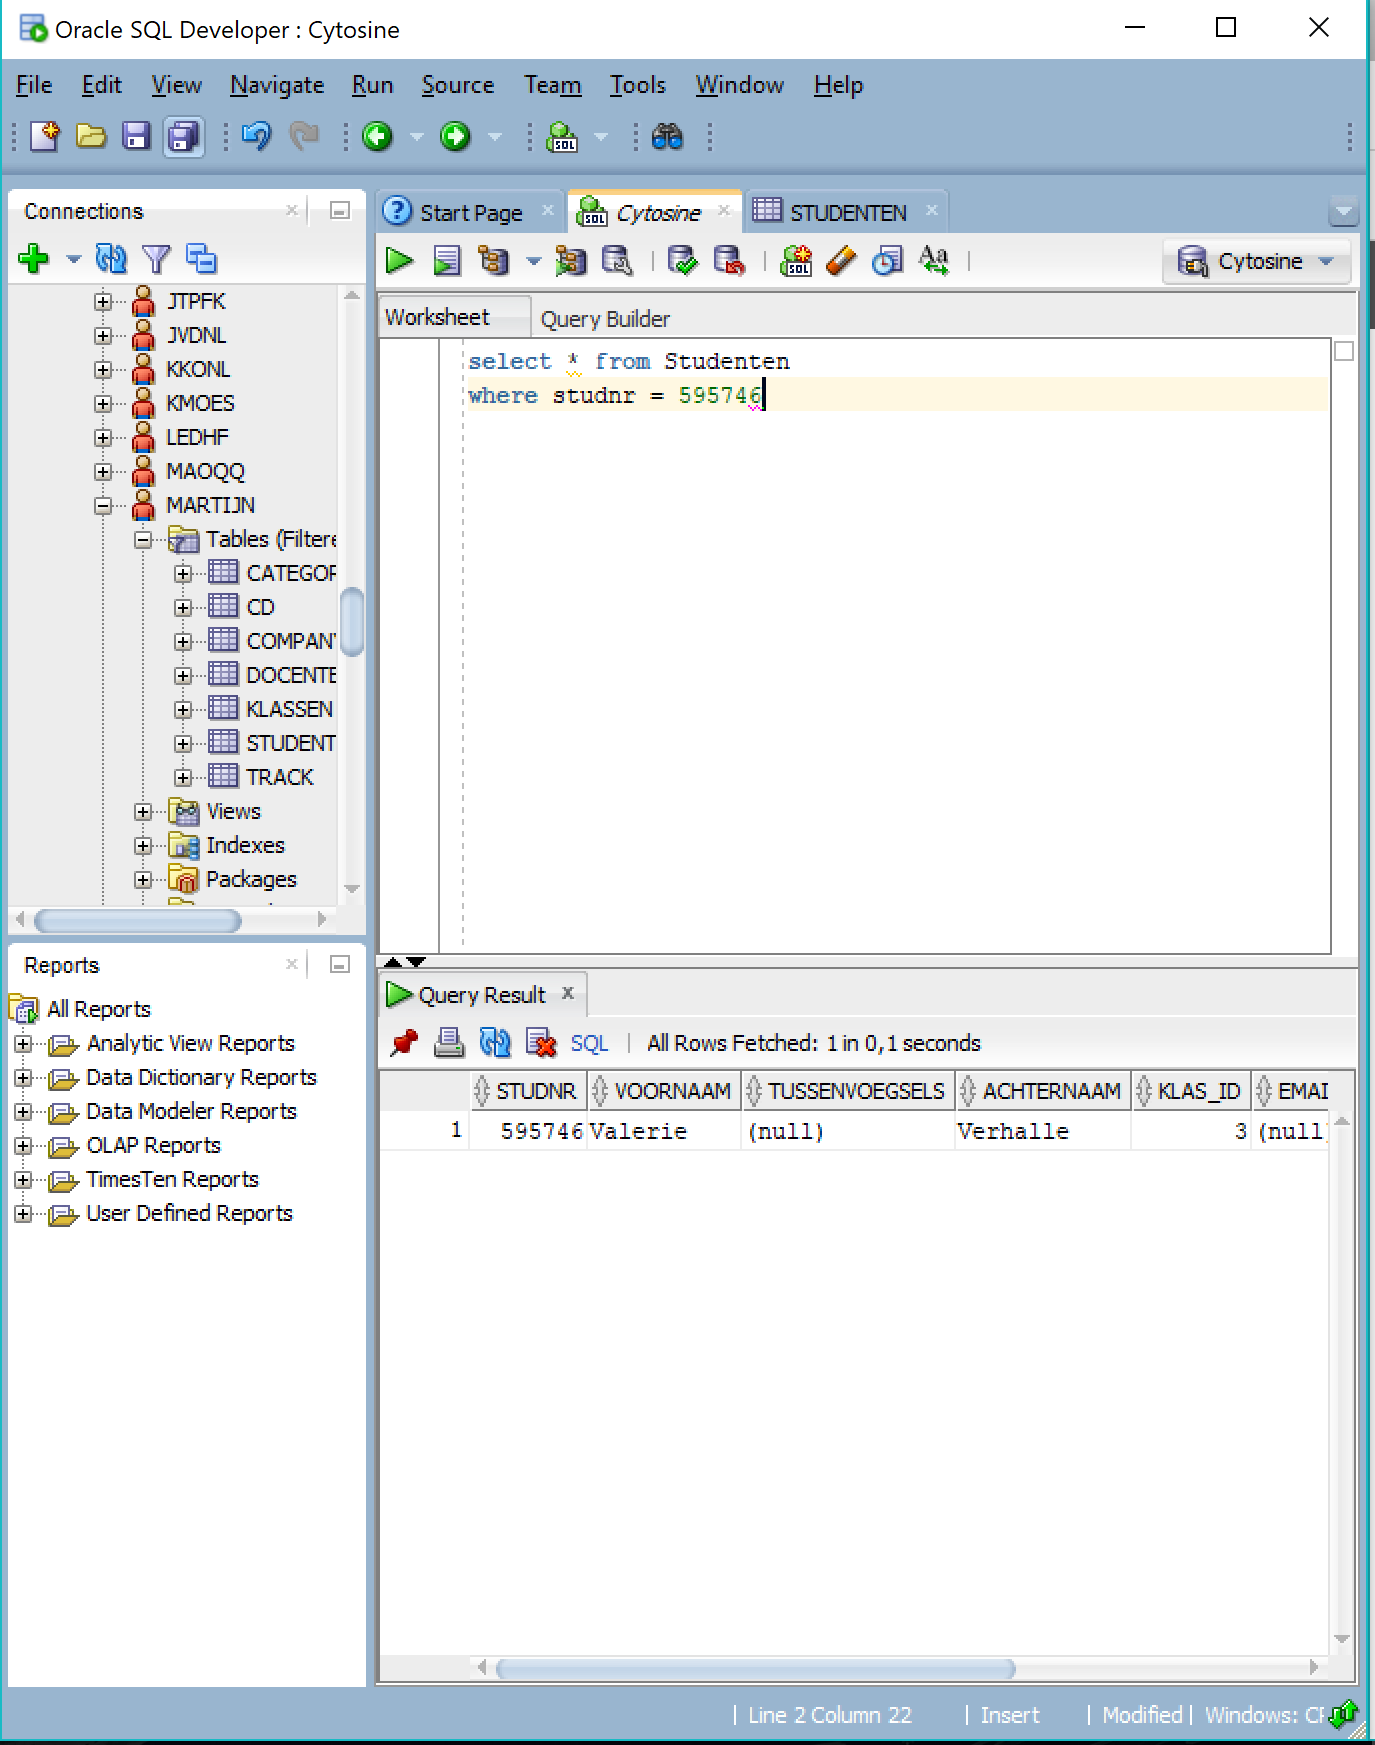 Oracle SQL Developer : Cytosine
File Edit View Navigate Run Source Team Tools Window Help
Connections
JTPFK
JVDNL
KKONL
KMOES
LEDHF
MAOQQ
MARTIJN
Tables (Filtere
CATEGOR
CD
COMPAN
DOCENTE
KLASSEN
STUDENT
TRACK
Views
Indexes
Packages
Reports
All Reports
Analytic View Reports
Data Dictionary Reports
Data Modeler Reports
OLAP Reports
TimesTen Reports
User Defined Reports
Start Page Cytosine STUDENTEN
Cytosine
Worksheet Query Builder
select * from Studenten
where studnr = 595746
Query Result
SQL All Rows Fetched: 1 in 0,1 seconds
STUDNR VOORNAAM TUSSENVOEGSELS ACHTERNAAM KLAS_ID EMAI
1 595746 Valerie (null) Verhalle 3 (null
Line 2 Column 22 Insert Modified Windows: CF